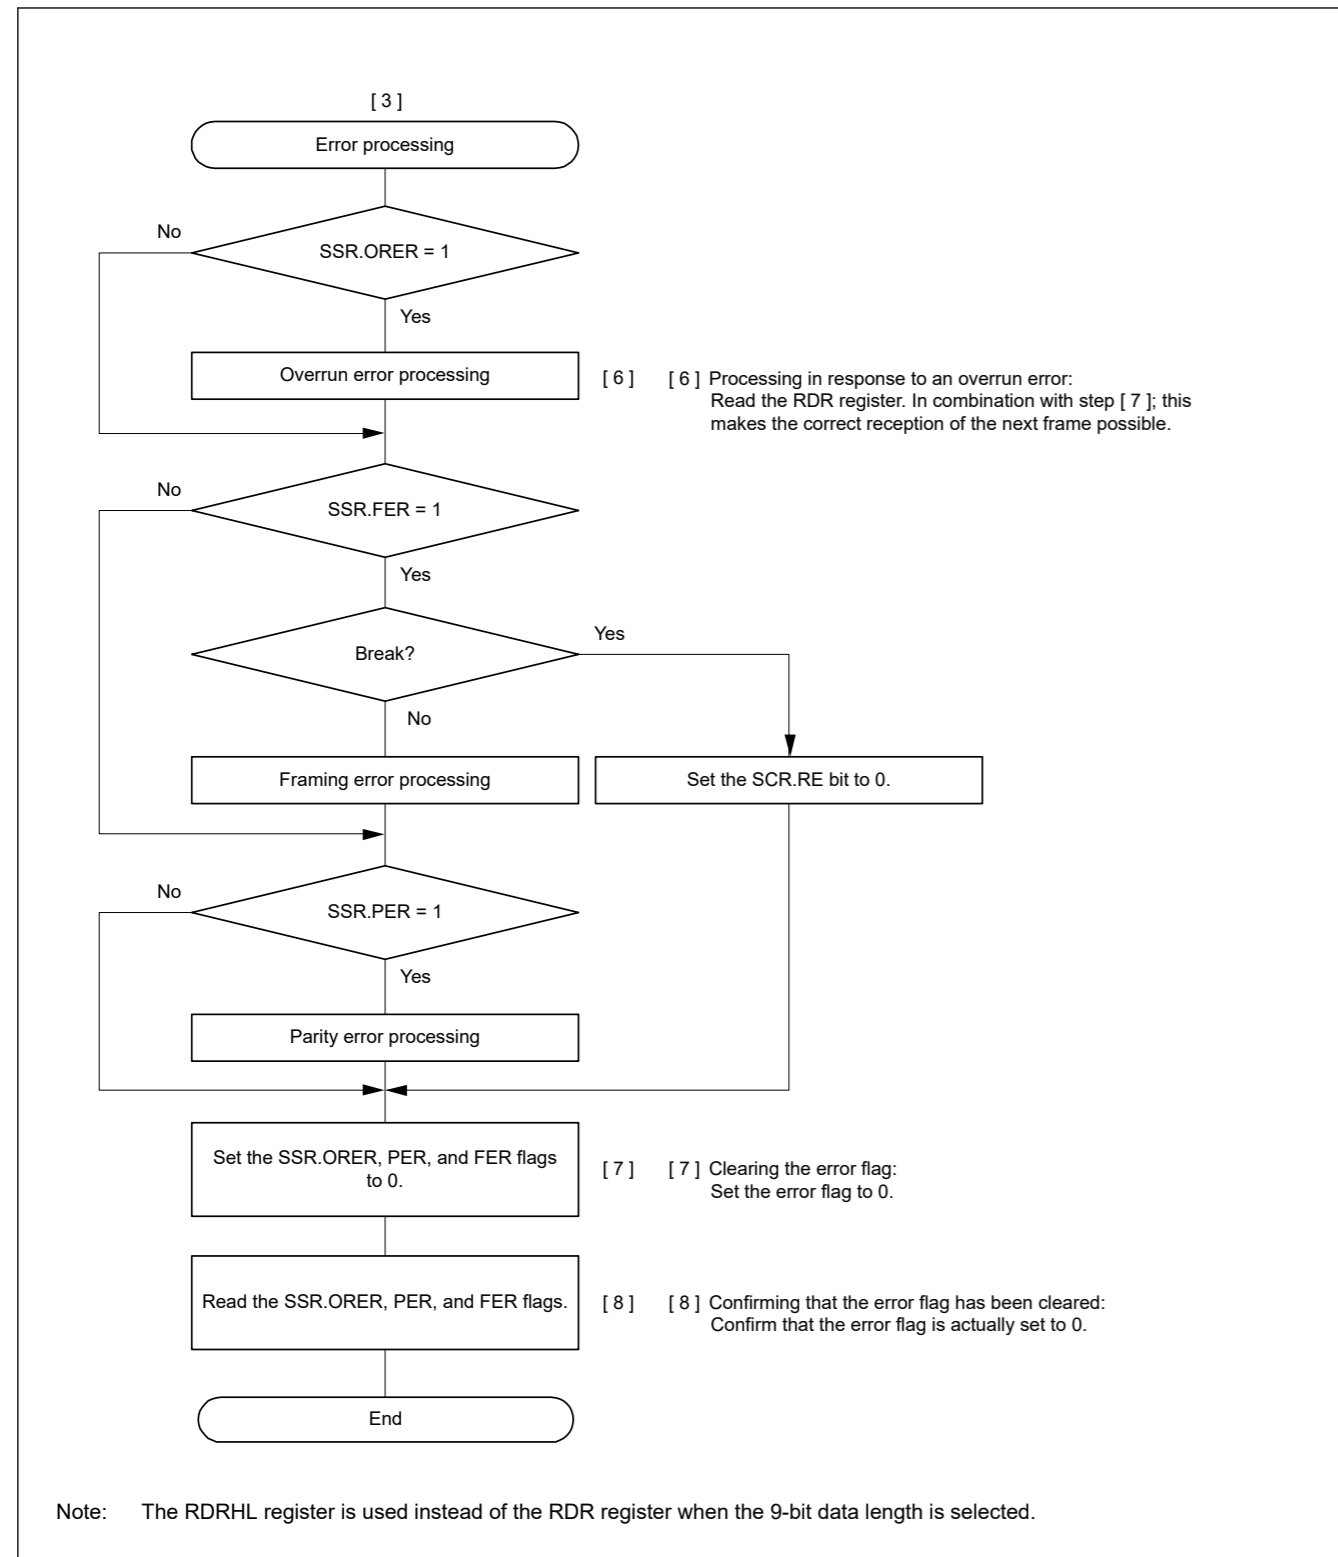 [ 3 ]
Error processing
No
SSR.ORER = 1
Yes
Overrun error processing
[ 6 ]
[ 6 ] Processing in response to an overrun error:
Read the RDR register. In combination with step [ 7 ]; this
makes the correct reception of the next frame possible.
No
SSR.FER = 1
Yes
Break?
Yes
No
Framing error processing
Set the SCR.RE bit to 0.
No
SSR.PER = 1
Yes
Parity error processing
Set the SSR.ORER, PER, and FER flags
to 0.
[ 7 ]
[ 7 ] Clearing the error flag:
Set the error flag to 0.
Read the SSR.ORER, PER, and FER flags.
[ 8 ]
[ 8 ] Confirming that the error flag has been cleared:
Confirm that the error flag is actually set to 0.
End
Note: The RDRHL register is used instead of the RDR register when the 9-bit data length is selected.